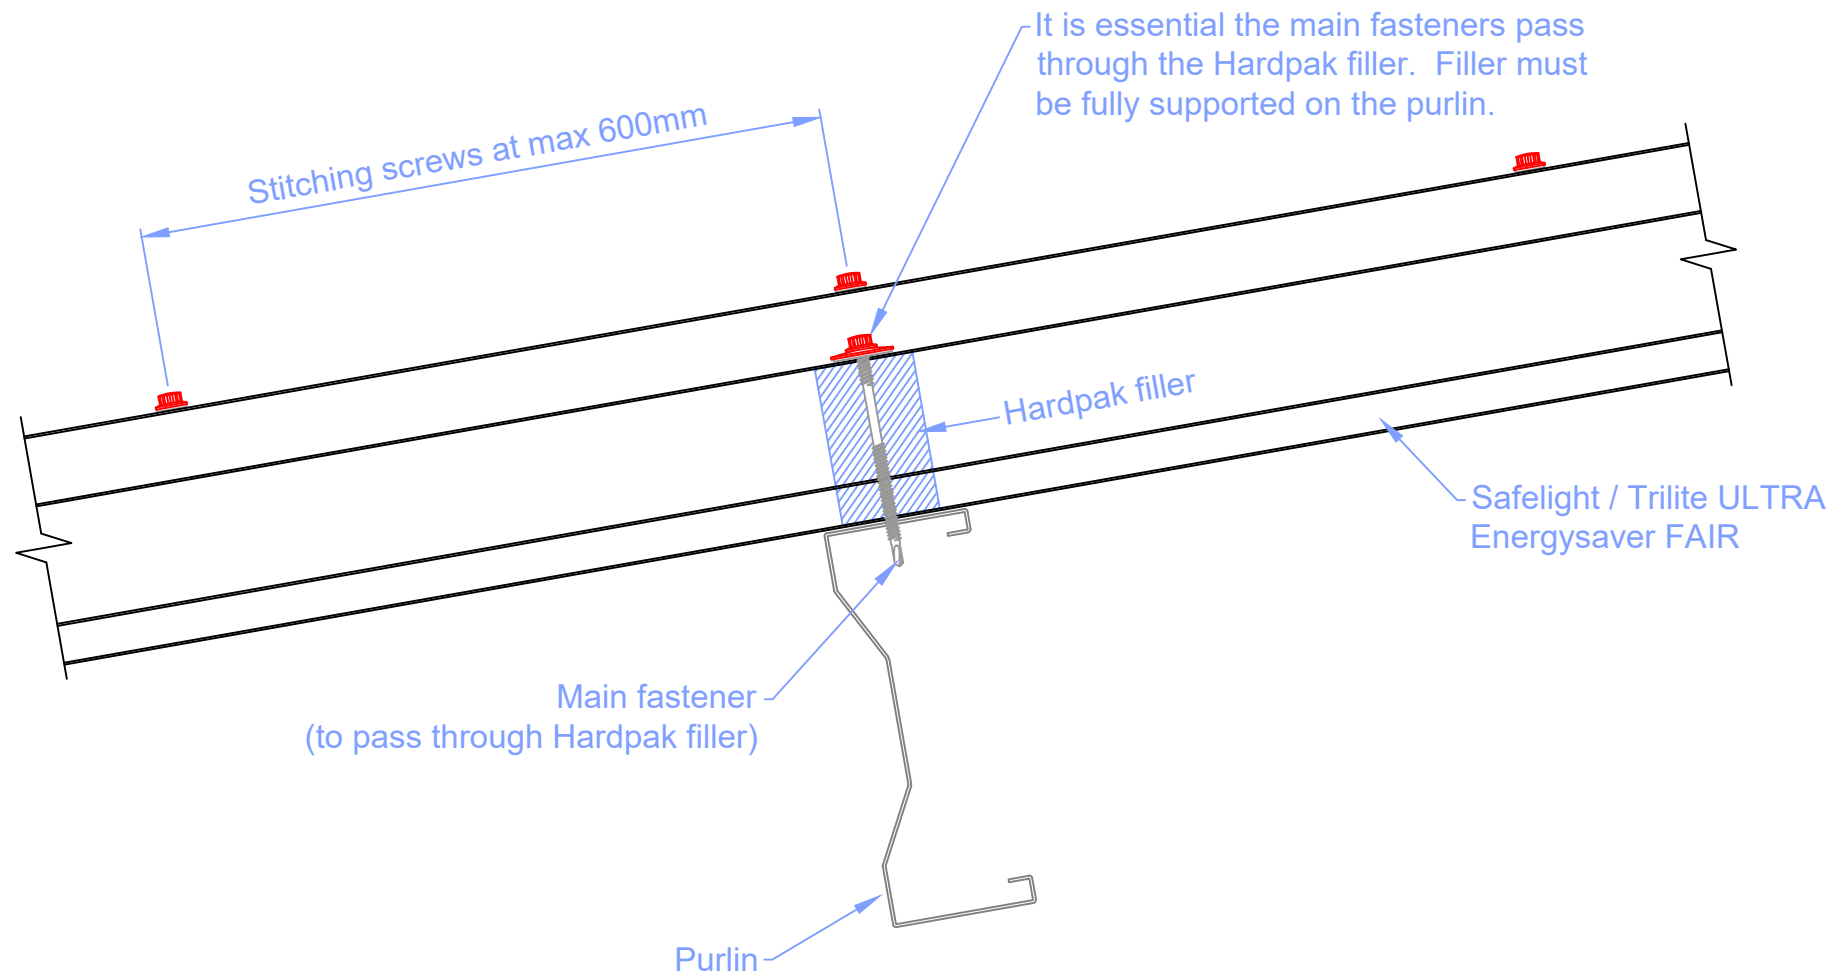 It is essential the main fasteners pass
through the Hardpak filler. Filler must
be fully supported on the purlin.
Stitching screws at max 600mm
Hardpak filler
Safelight / Trilite ULTRA
Energysaver FAIR
Main fastener
(to pass through Hardpak filler)
Purlin